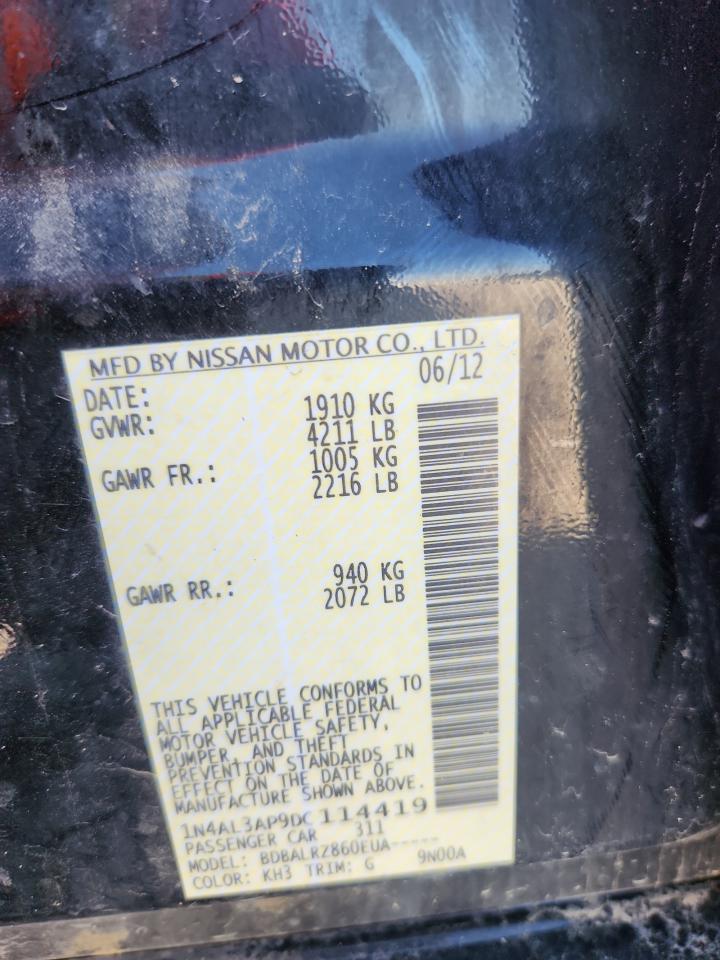 MFD BY NISSAN MOTOR CO., LTD.
DATE: 06/12
GVWR: 1910 KG
4211 LB
GAWR FR.: 1005 KG
2216 LB
GAWR RR.: 940 KG
2072 LB
THIS VEHICLE CONFORMS TO
ALL APPLICABLE FEDERAL
MOTOR VEHICLE SAFETY,
BUMPER, AND THEFT
PREVENTION STANDARDS IN
EFFECT ON THE DATE OF
MANUFACTURE SHOWN ABOVE.
1N4AL3AP9DC114419
PASSENGER CAR 311
MODEL: BDBALRZ860EUA-----
COLOR: KH3 TRIM: G 9N00A